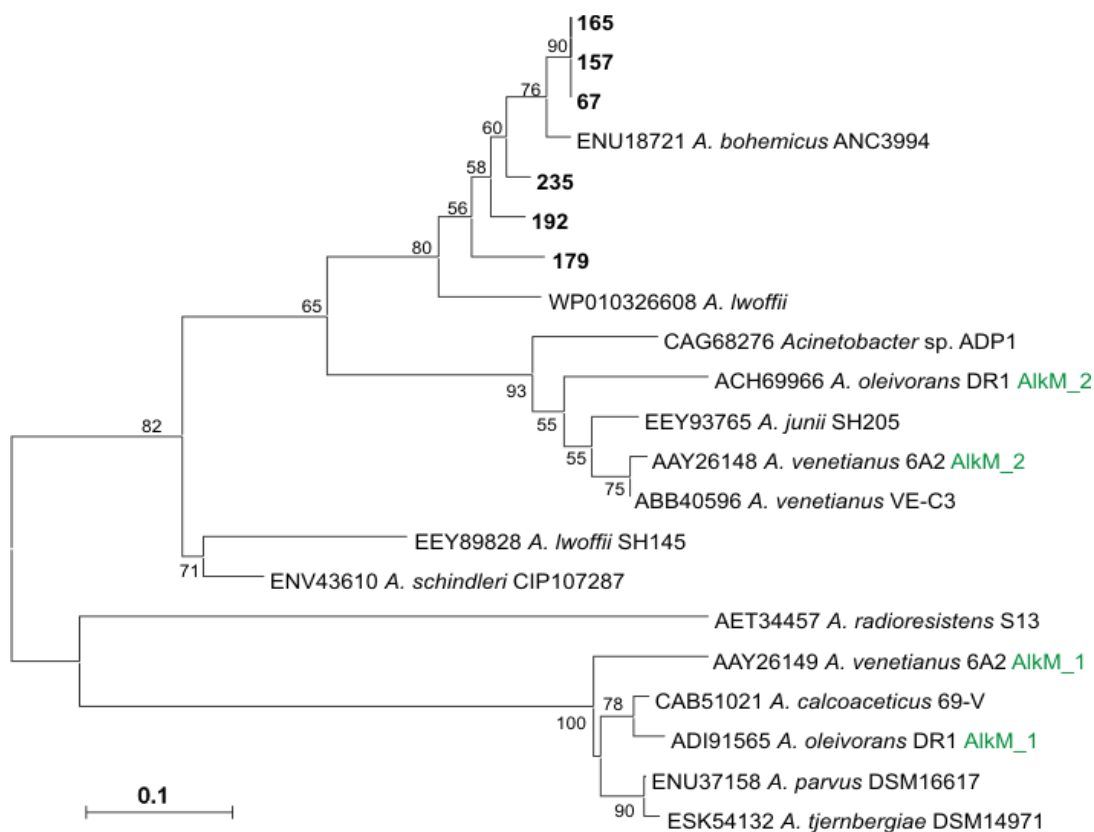 165
90
157
76
67
60
ENU18721 A. bohemicus ANC3994
58
235
56
192
80
179
65
WP010326608 A. lwoffii
CAG68276 Acinetobacter sp. ADP1
93
ACH69966 A. oleivorans DR1 AlkM_2
55
EEY93765 A. junii SH205
82
55
AAY26148 A. venetianus 6A2 AlkM_2
75
ABB40596 A. venetianus VE-C3
EEY89828 A. lwoffii SH145
71
ENV43610 A. schindleri CIP107287
AET34457 A. radioresistens S13
AAY26149 A. venetianus 6A2 AlkM_1
78
CAB51021 A. calcoaceticus 69-V
100
ADI91565 A. oleivorans DR1 AlkM_1
ENU37158 A. parvus DSM16617
0.1
90
ESK54132 A. tjernbergiae DSM14971